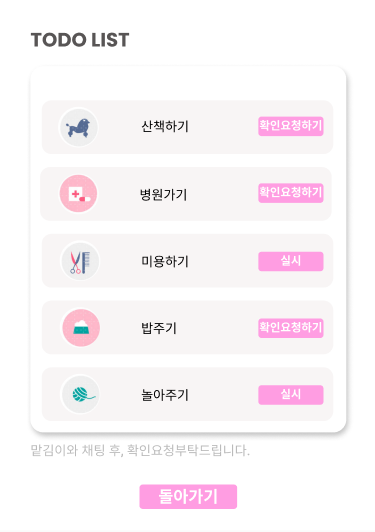 TODO LIST
산책하기 확인요청하기
병원가기 확인요청하기
미용하기 실시
밥주기 확인요청하기
놀아주기 실시
맡김이와 채팅 후, 확인요청부탁드립니다.
돌아가기